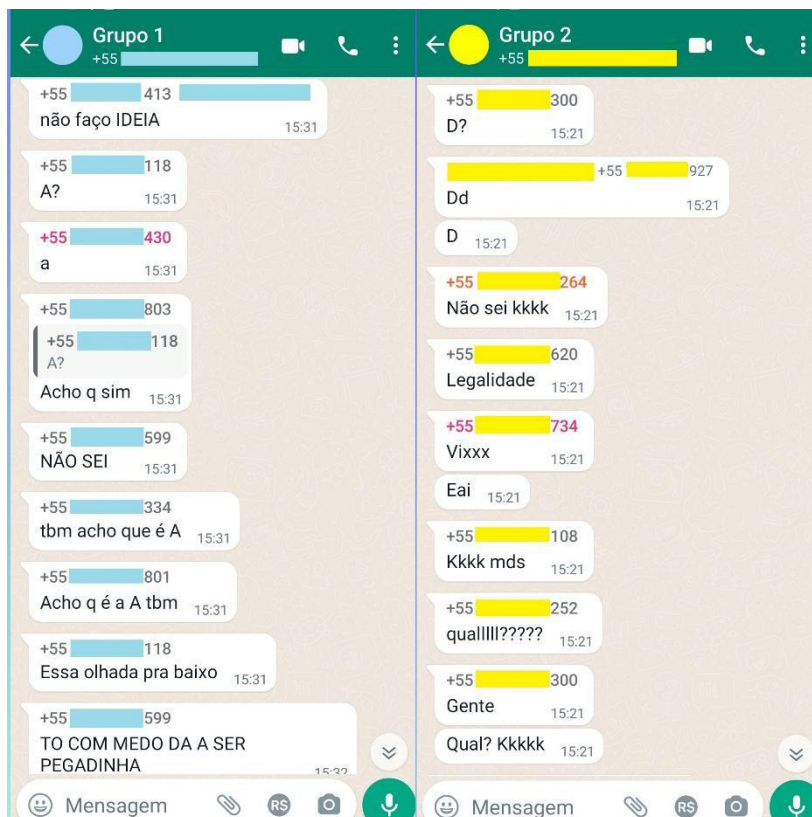 Grupo 1
+55
+55 413
não faço IDEIA
15:31
+55 118
A?
15:31
+55 430
a
15:31
+55 803
+55 118
A?
Acho q sim 15:31
+55 599
NÃO SEI
15:31
+55 334
tbm acho que é A 15:31
+55 801
Acho q é a A tbm 15:31
+55 118
Essa olhada pra baixo 15:31
+55 599
TO COM MEDO DA A SER
PEGADINHA
15:32
Mensagem
R$
Grupo 2
+55
+55 300
D?
15:21
+55 927
Dd
15:21
D 15:21
+55 264
Não sei kkkk 15:21
+55 620
Legalidade 15:21
+55 734
Vixxx
15:21
Eai 15:21
+55 108
Kkkk mds 15:21
+55 252
qualllll????? 15:21
+55 300
Gente
15:21
Qual? Kkkkk 15:21
Mensagem
R$